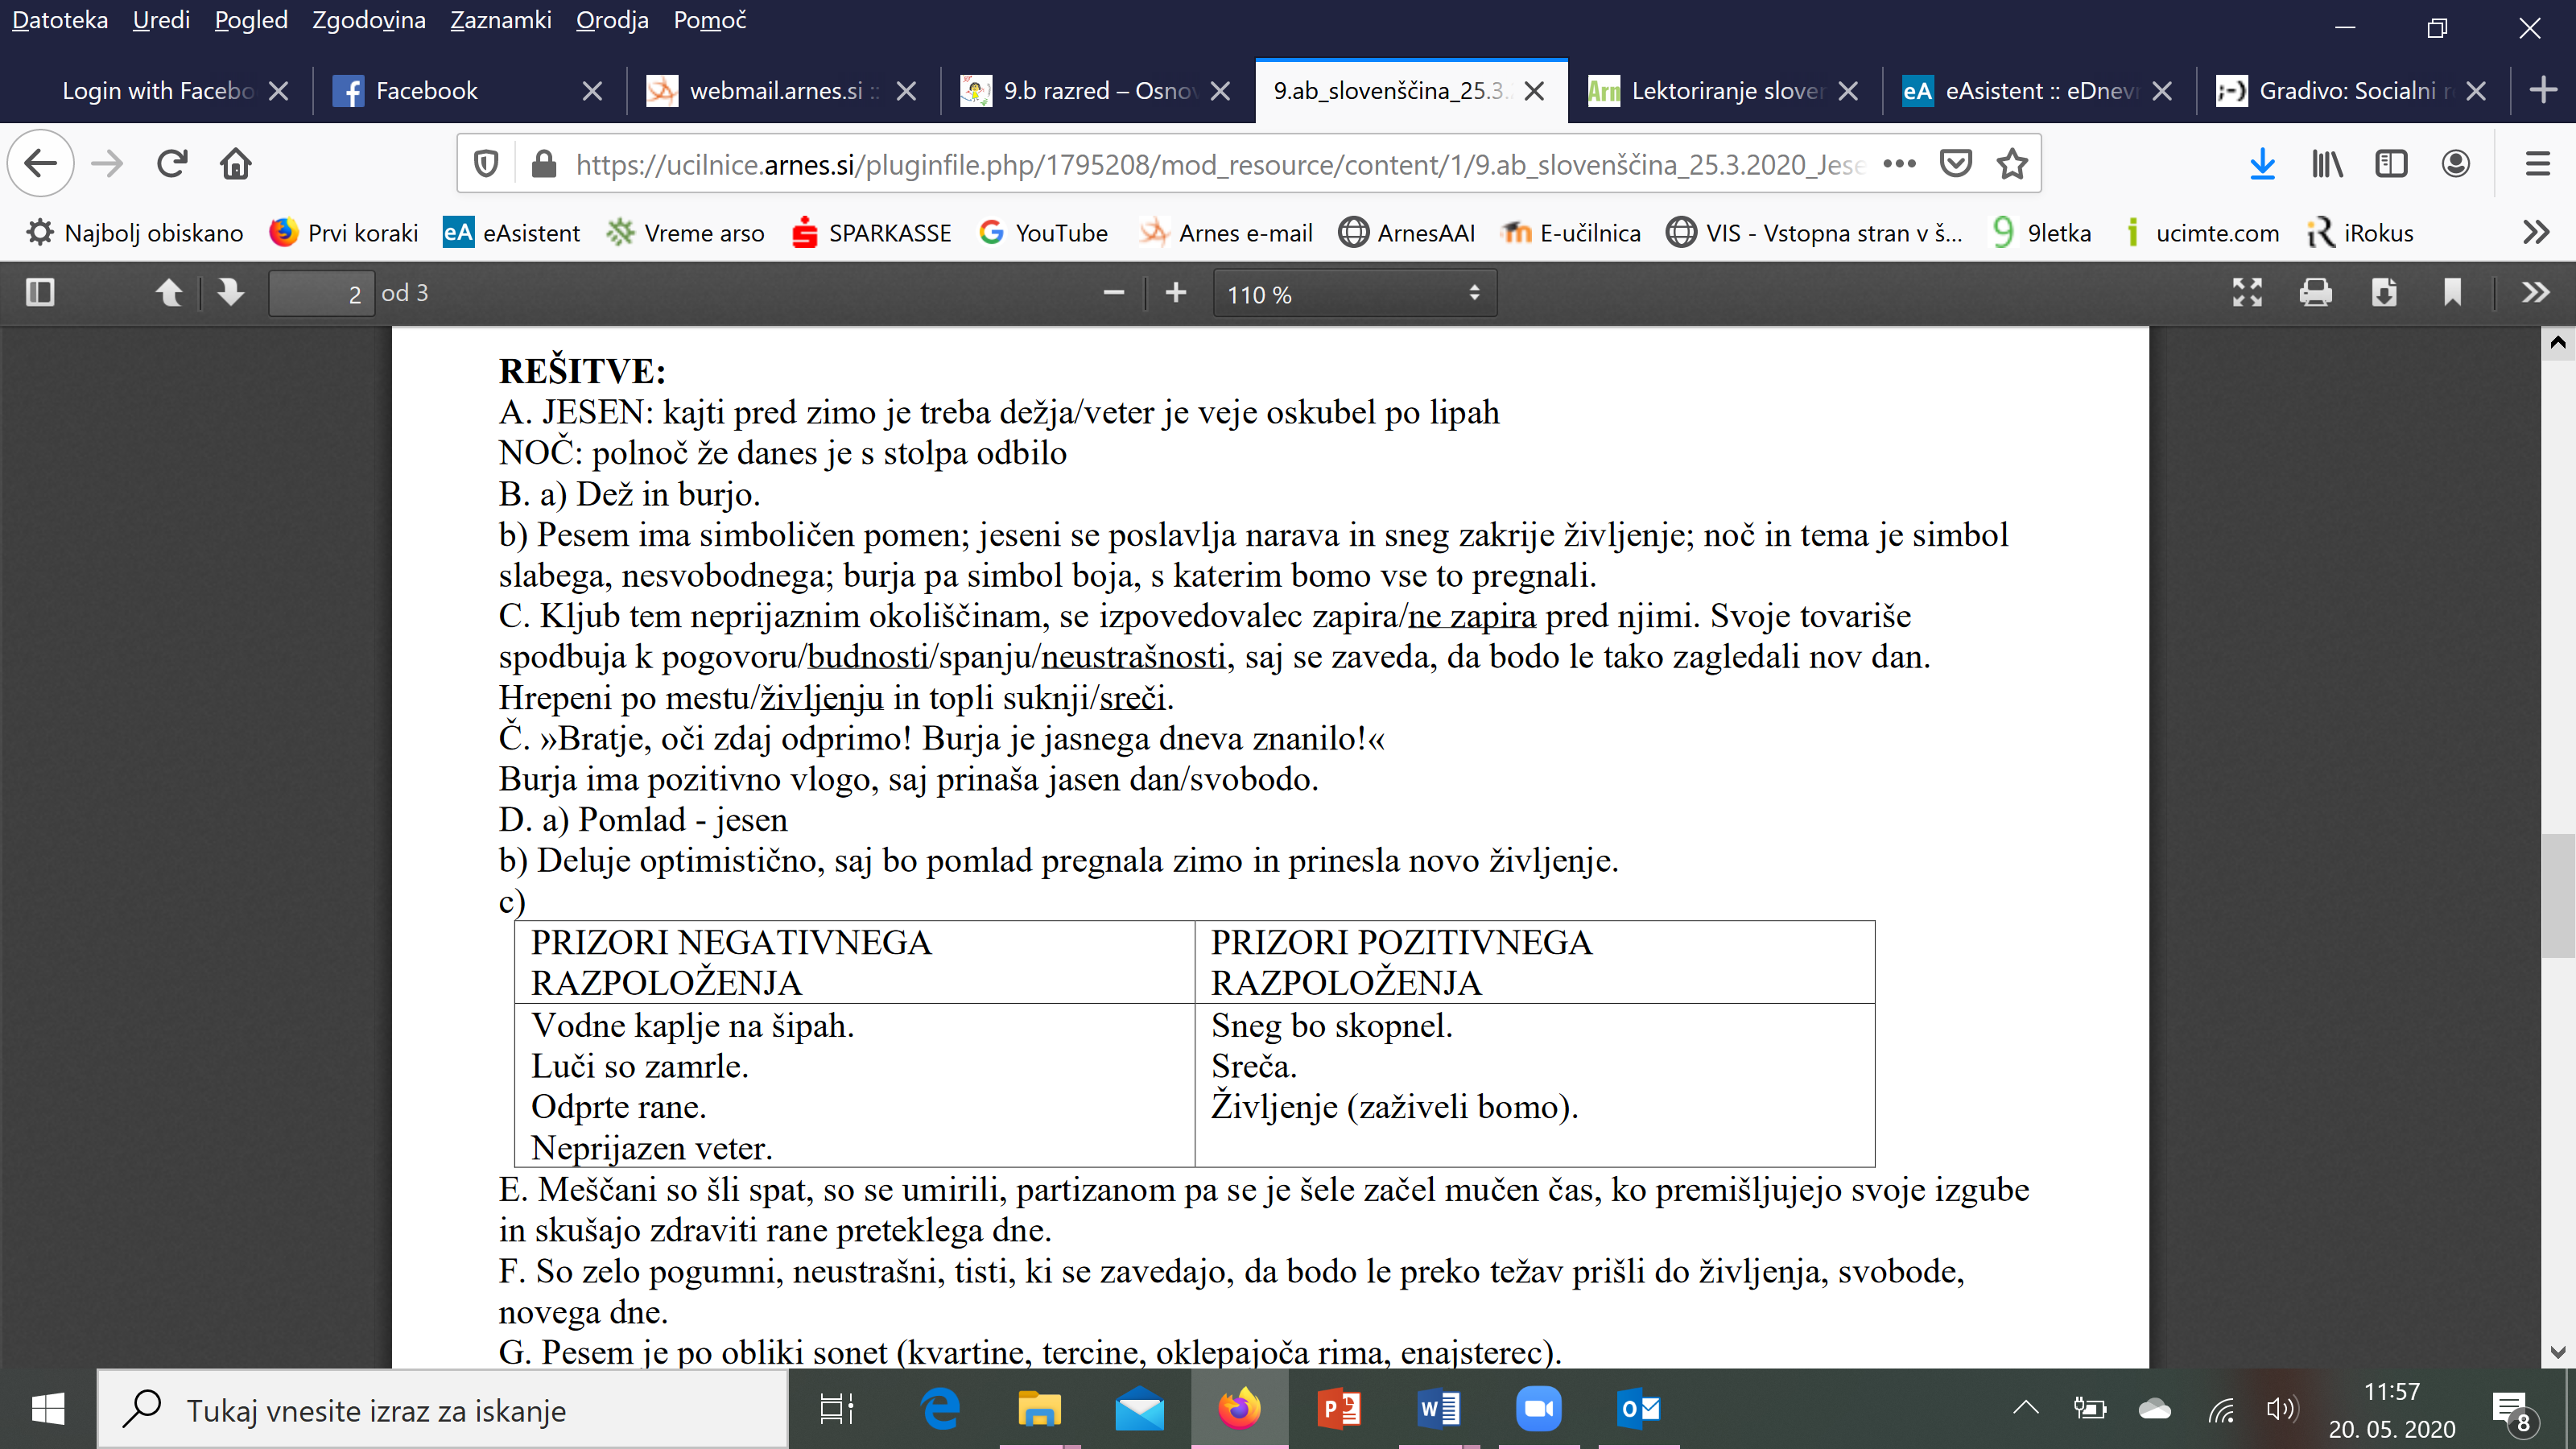 Datoteka Uredi Pogled Zgodovina Zaznamki Orodja Pomoč
Login with Facebo Facebook webmail.arnes.si :: 9.b razred – Osnov 9.ab_slovenščina_25.3. Lektoriranje sloven eAsistent :: eDnevn Gradivo: Socialni r
https://ucilnice.arnes.si/pluginfile.php/1795208/mod_resource/content/1/9.ab_slovenščina_25.3.2020_Jese
Najbolj obiskano Prvi koraki eA eAsistent Vreme arso SPARKASSE YouTube Arnes e-mail ArnesAAI E-učilnica VIS - Vstopna stran v š... 9letka ucimte.com iRokus
2 od 3 110 %
REŠITVE:
A. JESEN: kajti pred zimo je treba dežja/veter je veje oskubel po lipah
NOČ: polnoč že danes je s stolpa odbilo
B. a) Dež in burjo.
b) Pesem ima simboličen pomen; jeseni se poslavlja narava in sneg zakrije življenje; noč in tema je simbol
slabega, nesvobodnega; burja pa simbol boja, s katerim bomo vse to pregnali.
C. Kljub tem neprijaznim okoliščinam, se izpovedovalec zapira/ne zapira pred njimi. Svoje tovariše
spodbuja k pogovoru/budnosti/spanju/neustrašnosti, saj se zaveda, da bodo le tako zagledali nov dan.
Hrepeni po mestu/življenju in topli suknji/sreči.
Č. »Bratje, oči zdaj odprimo! Burja je jasnega dneva znanilo!«
Burja ima pozitivno vlogo, saj prinaša jasen dan/svobodo.
D. a) Pomlad - jesen
b) Deluje optimistično, saj bo pomlad pregnala zimo in prinesla novo življenje.
c)
PRIZORI NEGATIVNEGA
RAZPOLOŽENJA
PRIZORI POZITIVNEGA
RAZPOLOŽENJA
Vodne kaplje na šipah.
Luči so zamrle.
Odprte rane.
Neprijazen veter.
Sneg bo skopnel.
Sreča.
Življenje (zaživeli bomo).
E. Meščani so šli spat, so se umirili, partizanom pa se je šele začel mučen čas, ko premišljujejo svoje izgube
in skušajo zdraviti rane preteklega dne.
F. So zelo pogumni, neustrašni, tisti, ki se zavedajo, da bodo le preko težav prišli do življenja, svobode,
novega dne.
G. Pesem je po obliki sonet (kvartine, tercine, oklepajoča rima, enajsterec).
Tukaj vnesite izraz za iskanje
11:57
20. 05. 2020
8